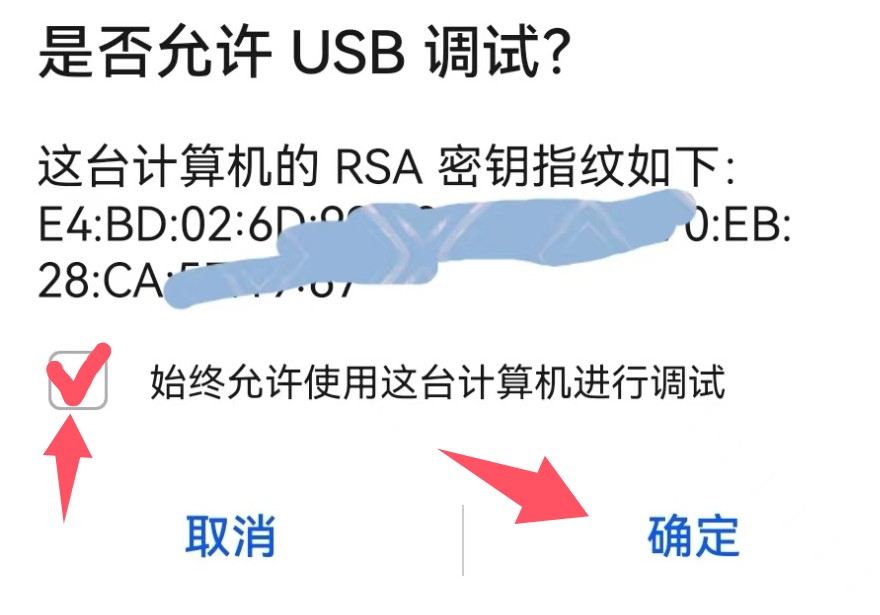 是否允许 USB 调试？
这台计算机的 RSA 密钥指纹如下：
E4:BD:02:6D: 0:EB:
28:CA:
始终允许使用这台计算机进行调试
取消
确定